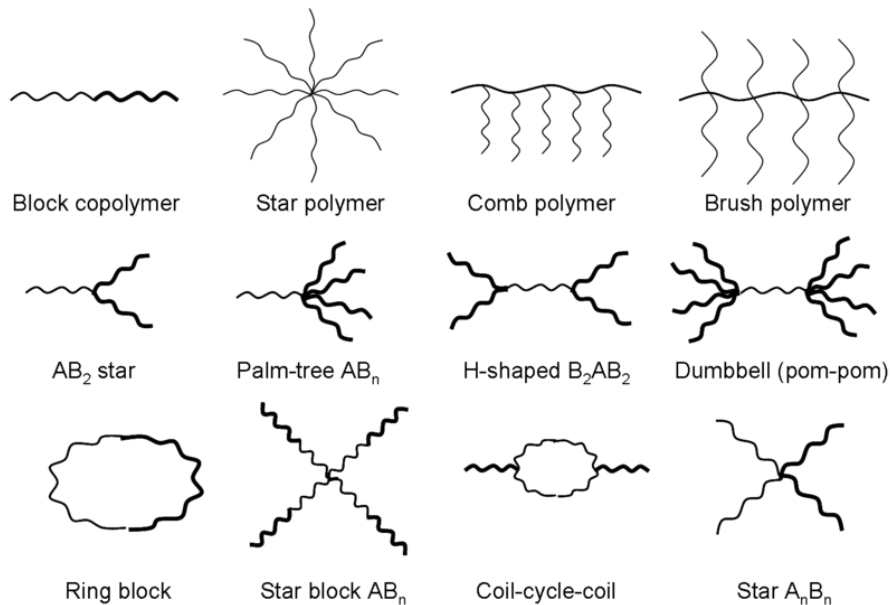 Block copolymer
Star polymer
Comb polymer
Brush polymer
AB₂ star
Palm-tree ABₙ
H-shaped B₂AB₂
Dumbbell (pom-pom)
Ring block
Star block ABₙ
Coil-cycle-coil
Star AₙBₙ